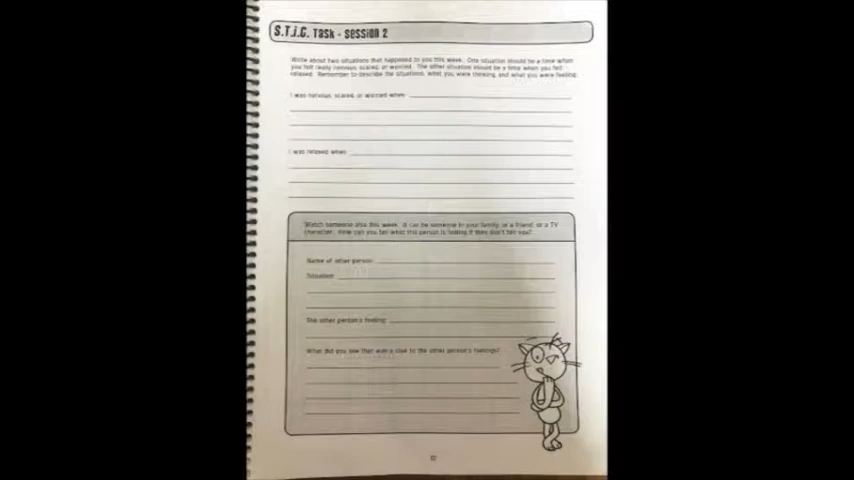 S.T.I.C. Task - Session 2
Write about two situations that happened to you this week. One situation should be a time when
you felt really nervous, scared, or worried. The other situation should be a time when you felt
relaxed. Remember to describe the situations, what you were thinking, and what you were feeling.
I was nervous, scared, or worried when
I was relaxed when
Watch someone else this week. It can be someone in your family, or a friend, or a TV
character. How can you tell what this person is feeling if they don't tell you?
Name of other person:
Situation:
The other person's feeling:
What did you see that was a clue to the other person's feelings?